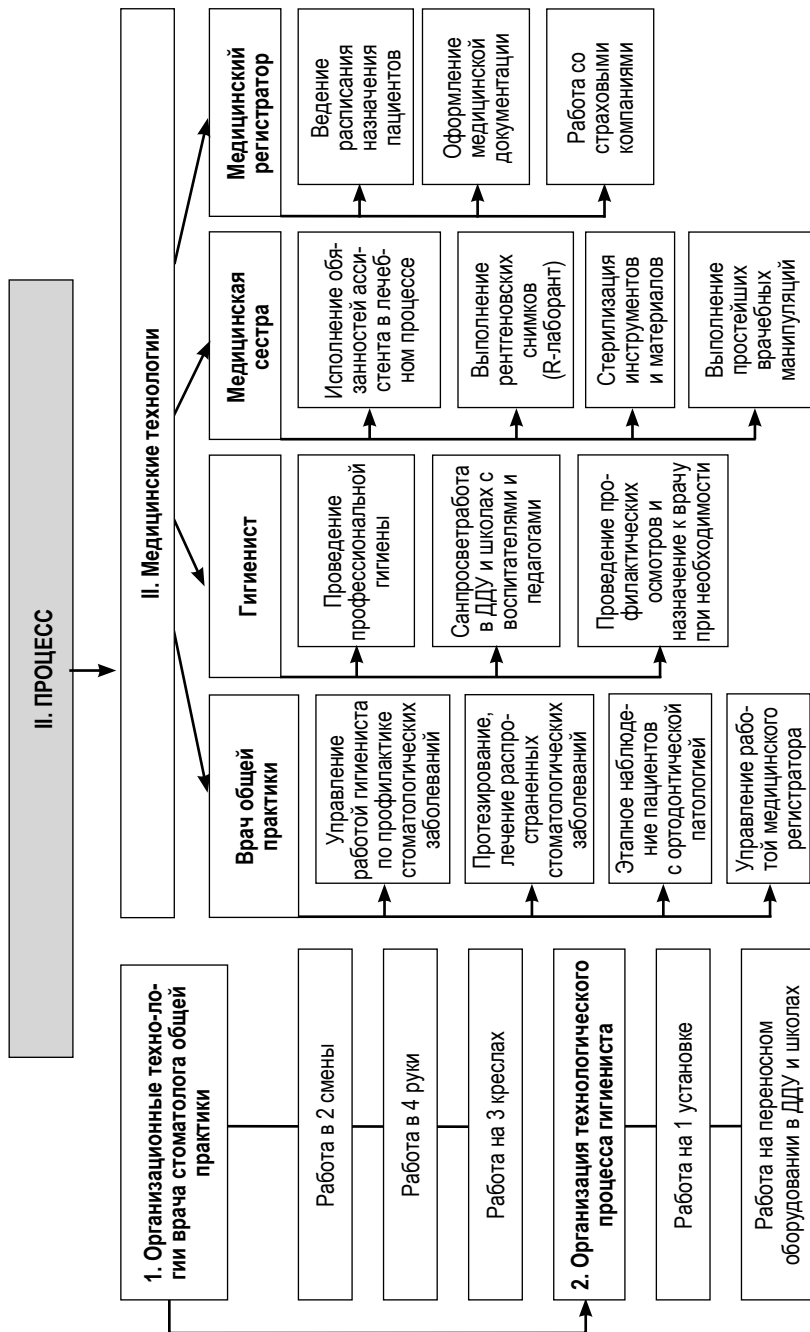 II. ПРОЦЕСС
1. Организационные техно-ло-
гии врача стоматолога общей
практики
Работа в 2 смены
Работа в 4 руки
Работа на 3 креслах
2. Организация технологического
процесса гигиениста
Работа на 1 установке
Работа на переносном
оборудовании в ДДУ и школах
II. Медицинские технологии
Врач общей
практики
Управление
работой гигиениста
по профилактике
стоматологических
заболеваний
Протезирование,
лечение распро-
страненных
стоматологических
заболеваний
Этапное наблюде-
ние пациентов
с ортодонтической
патологией
Управление рабо-
той медицинского
регистратора
Гигиенист
Проведение
профессиональной
гигиены
Санпросветработа
в ДДУ и школах с
воспитателями и
педагогами
Проведение про-
филактических
осмотров и
назначение к врачу
при необходимости
Медицинская
сестра
Исполнение обя-
занностей асси-
стента в лечеб-
ном процессе
Выполнение
рентгеновских
снимков
(R-лаборант)
Стерилизация
инструментов
и материалов
Выполнение
простейших
врачебных
манипуляций
Медицинский
регистратор
Ведение
расписания
назначения
пациентов
Оформление
медицинской
документации
Работа со
страховыми
компаниями